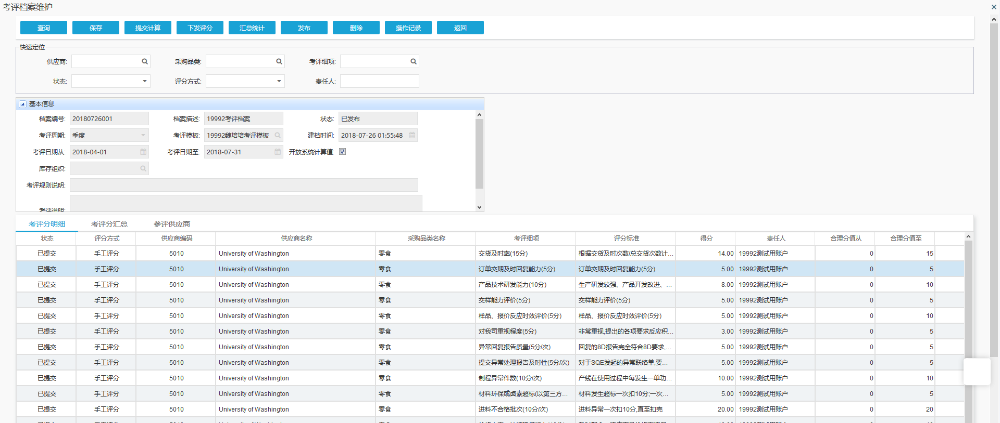 考评档案维护
查询 保存 提交计算 下发评分 汇总统计 发布 删除 操作记录 返回
快速定位
供应商: 采购品类: 考评细项:
状态: 评分方式: 责任人:
基本信息
档案编号: 20180726001 档案描述: 19992考评档案 状态: 已发布
考评周期: 季度 考评模板: 19992魏培培考评模板 建档时间: 2018-07-26 01:55:48
考评日期从: 2018-04-01 考评日期至: 2018-07-31 开放系统计算值:
库存组织:
考评规则说明:
考评说明:
考评分明细 考评分汇总 参评供应商
状态 评分方式 供应商编码 供应商名称 采购品类名称 考评细项 评分标准 得分 责任人 合理分值从 合理分值至
已提交 手工评分 5010 University of Washington 零食 交货及时率(15分) 根据交货及时次数/总交货次数计... 14.00 19992测试用账户 0 15
已提交 手工评分 5010 University of Washington 零食 订单交期及时回复能力(5分) 订单交期及时回复能力(5分) 5.00 19992测试用账户 0 5
已提交 手工评分 5010 University of Washington 零食 产品技术研发能力(10分) 生产研发较强、产品开发改进、... 8.00 19992测试用账户 0 10
已提交 手工评分 5010 University of Washington 零食 交样能力评价(5分) 交样能力评价(5分) 5.00 19992测试用账户 0 5
已提交 手工评分 5010 University of Washington 零食 样品、报价反应时效评价(5分) 样品、报价反应时效评价(5分) 5.00 19992测试用账户 0 10
已提交 手工评分 5010 University of Washington 零食 对我司重视程度(5分) 非常重视,提出的各项要求反应积... 3.00 19992测试用账户 0 5
已提交 手工评分 5010 University of Washington 零食 异常回复报告质量(5分/次) 回复的8D报告完全符合8D要求,... 5.00 19992测试用账户 0 5
已提交 手工评分 5010 University of Washington 零食 提交异常处理报告及时性(5分/次) 对于SQE发起的异常联络单,要... 5.00 19992测试用账户 0 5
已提交 手工评分 5010 University of Washington 零食 制程异常件数(10分/次) 产线在使用过程中每发生一单功... 10.00 19992测试用账户 0 10
已提交 手工评分 5010 University of Washington 零食 材料环保或卤素超标(以第三方... 材料发生超标一次扣10分;一次... 5.00 19992测试用账户 0 5
已提交 手工评分 5010 University of Washington 零食 进料不合格批次(10分/次) 进料异常一次扣10分,直至扣完 20.00 19992测试用账户 0 20